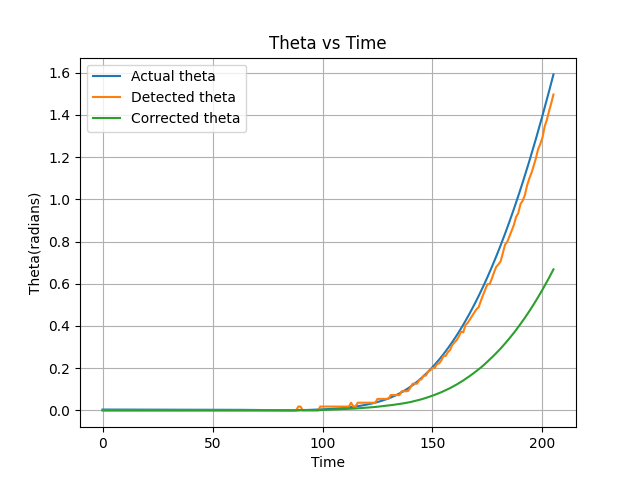 Theta vs Time
Actual theta
Detected theta
Corrected theta
Theta(radians)
1.6
1.4
1.2
1.0
0.8
0.6
0.4
0.2
0.0
0 50 100 150 200
Time